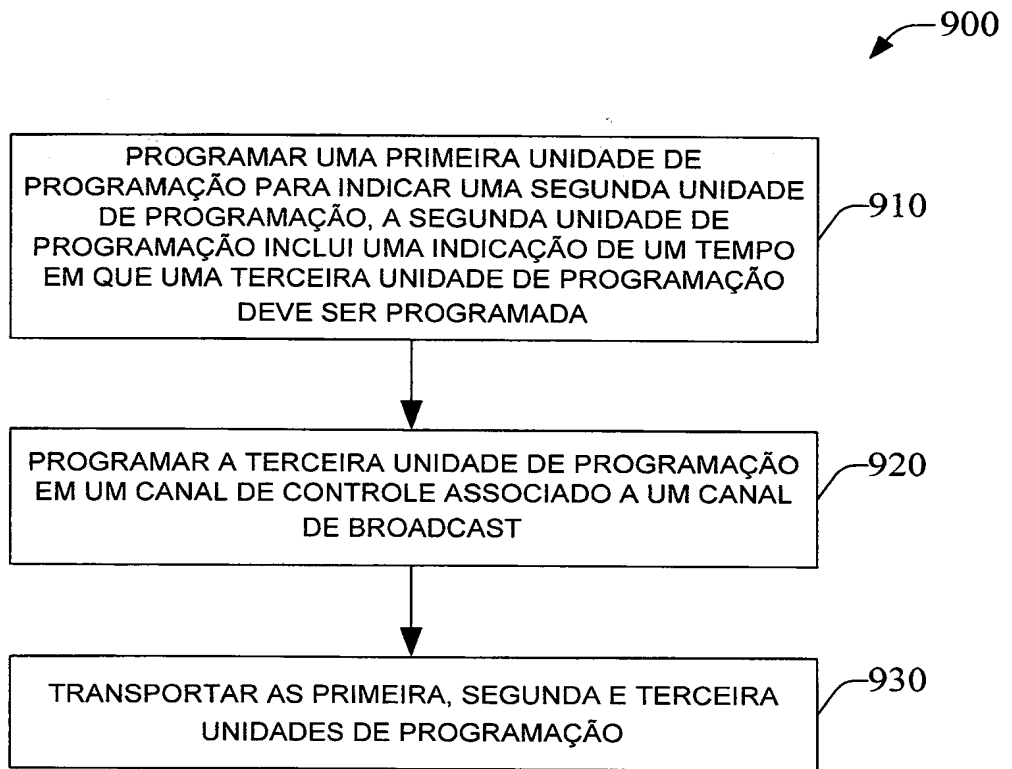 900
PROGRAMAR UMA PRIMEIRA UNIDADE DE
PROGRAMAÇÃO PARA INDICAR UMA SEGUNDA UNIDADE
DE PROGRAMAÇÃO, A SEGUNDA UNIDADE DE
PROGRAMAÇÃO INCLUI UMA INDICAÇÃO DE UM TEMPO
EM QUE UMA TERCEIRA UNIDADE DE PROGRAMAÇÃO
DEVE SER PROGRAMADA
910
PROGRAMAR A TERCEIRA UNIDADE DE PROGRAMAÇÃO
EM UM CANAL DE CONTROLE ASSOCIADO A UM CANAL
DE BROADCAST
920
TRANSPORTAR AS PRIMEIRA, SEGUNDA E TERCEIRA
UNIDADES DE PROGRAMAÇÃO
930